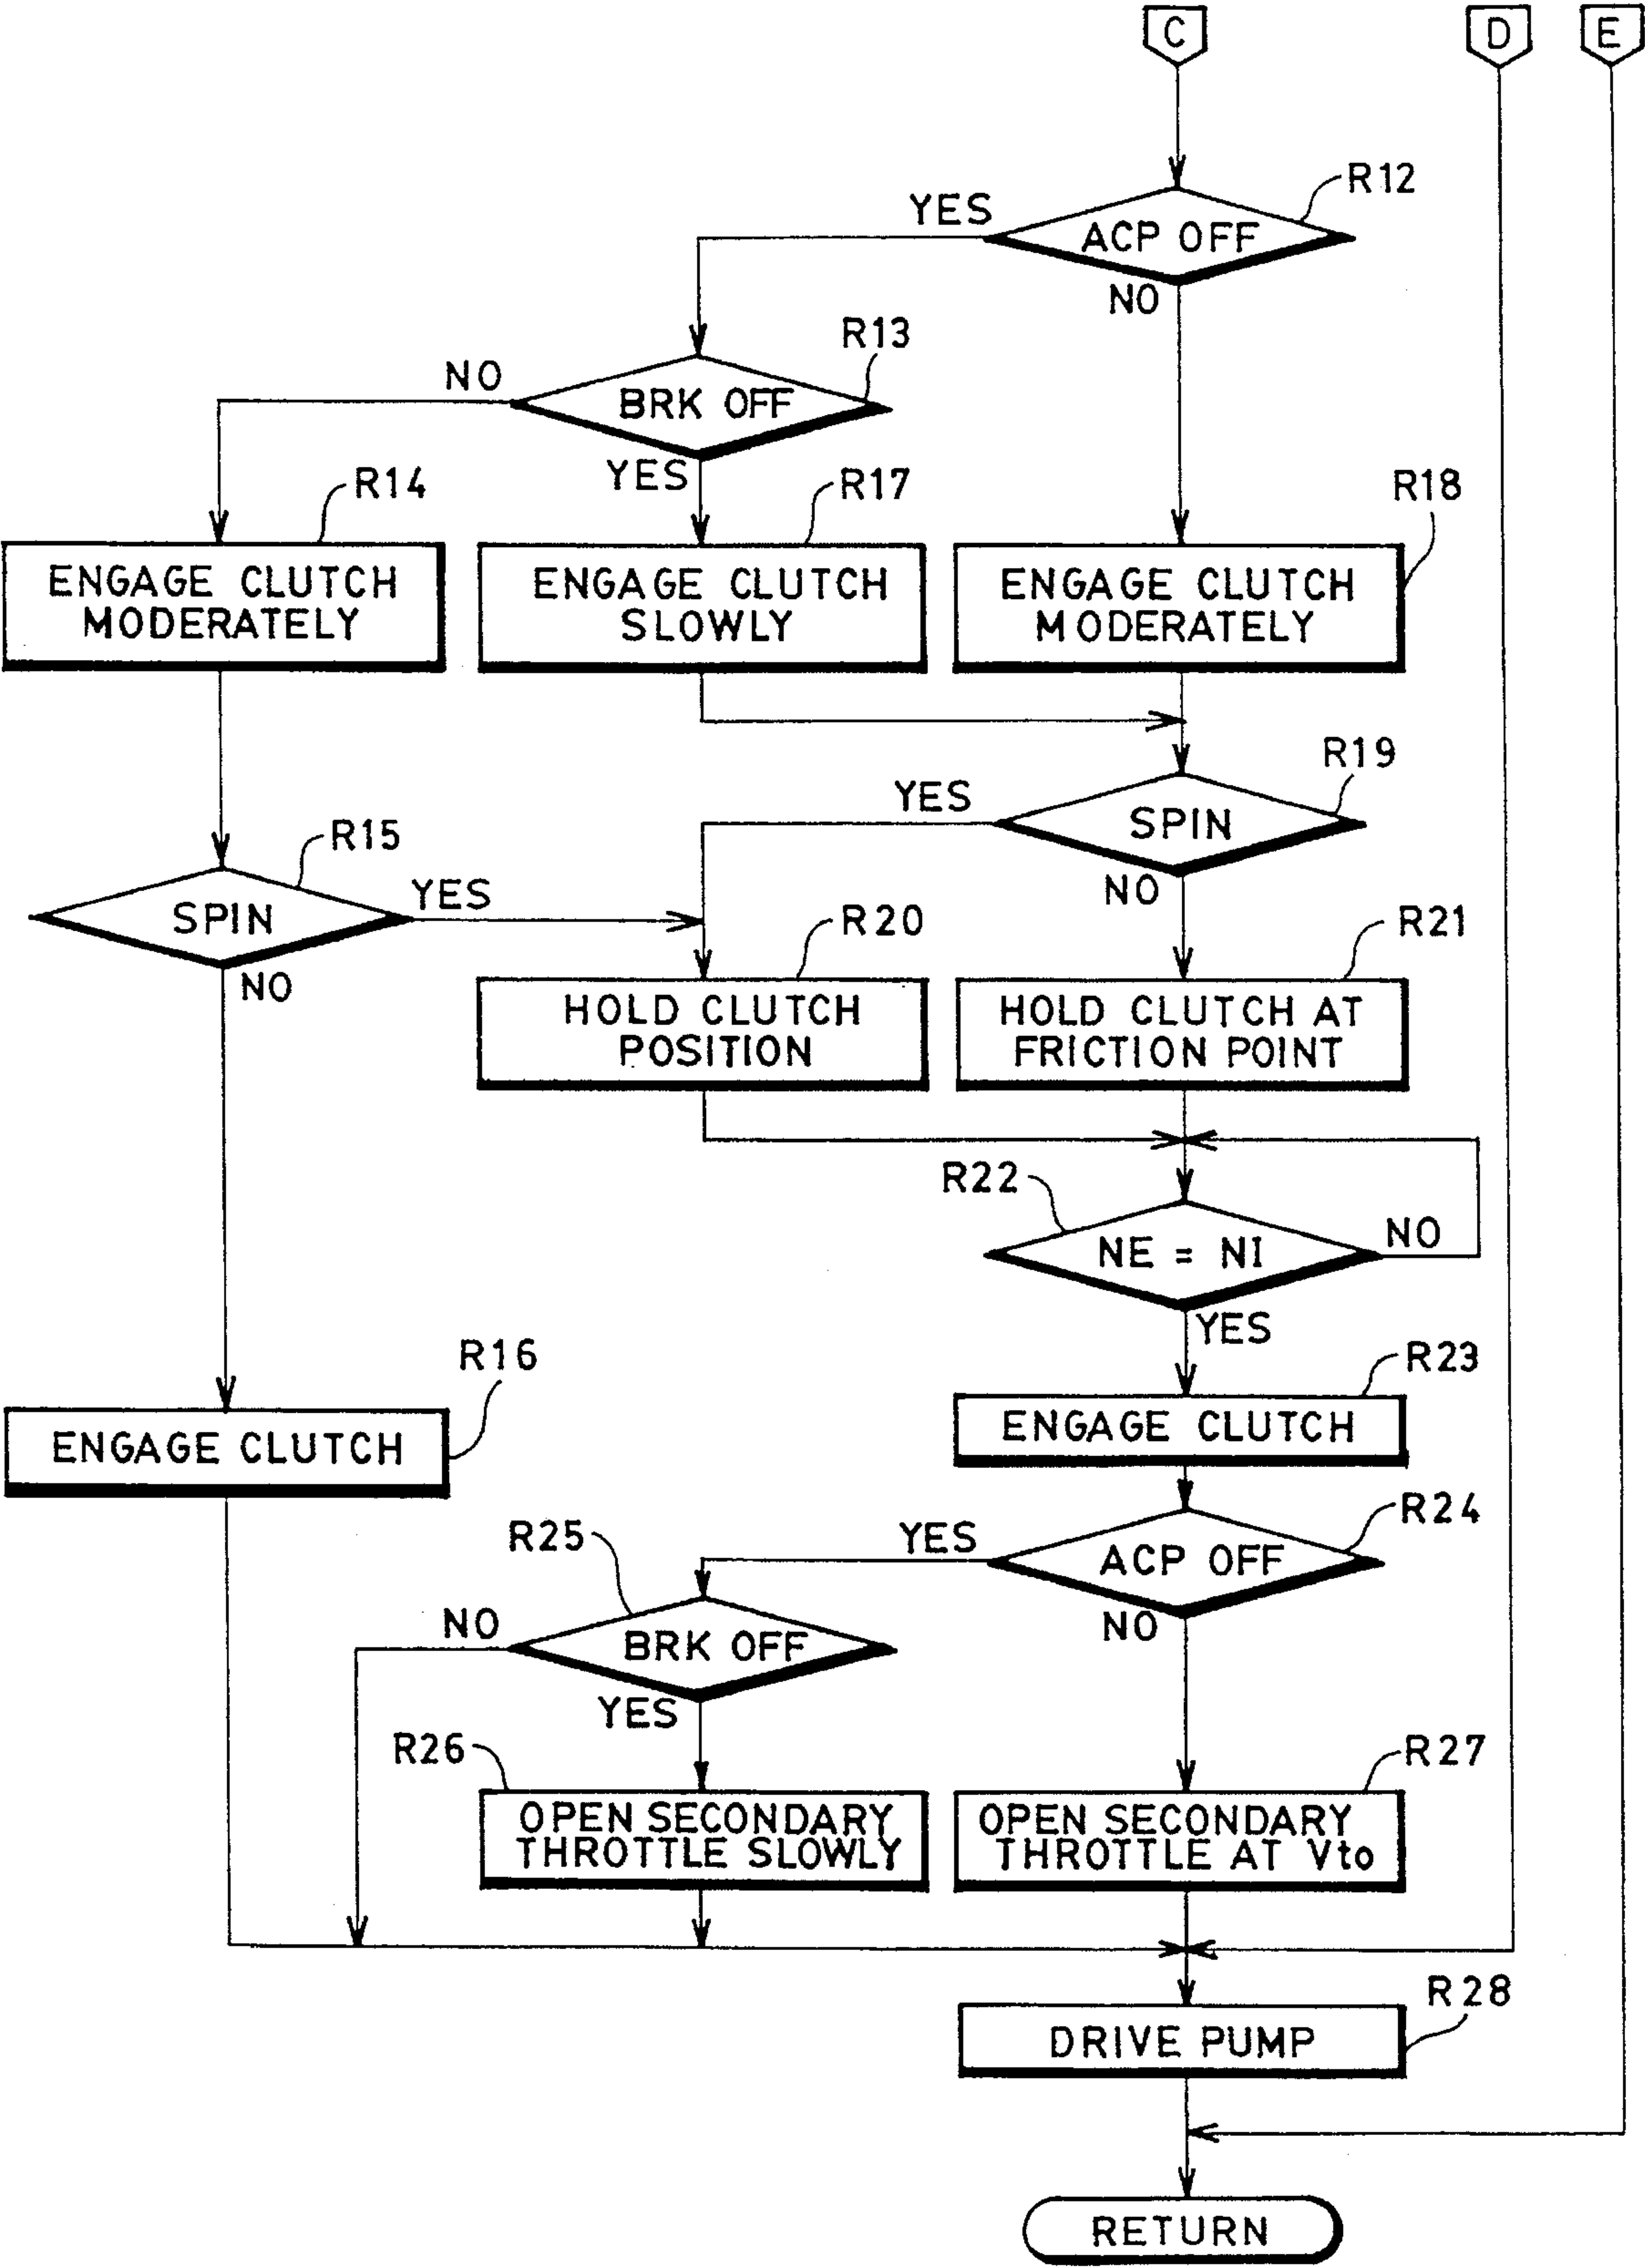 C
D
E
R12
YES
ACP OFF
NO
R13
NO
BRK OFF
YES
R14
R17
R18
ENGAGE CLUTCH
MODERATELY
ENGAGE CLUTCH
SLOWLY
ENGAGE CLUTCH
MODERATELY
R19
YES
SPIN
NO
R15
YES
SPIN
NO
R20
R21
HOLD CLUTCH
POSITION
HOLD CLUTCH AT
FRICTION POINT
R22
NE = NI
NO
YES
R16
ENGAGE CLUTCH
R23
ENGAGE CLUTCH
R24
YES
ACP OFF
NO
R25
NO
BRK OFF
YES
R26
R27
OPEN SECONDARY
THROTTLE SLOWLY
OPEN SECONDARY
THROTTLE AT Vto
R28
DRIVE PUMP
RETURN